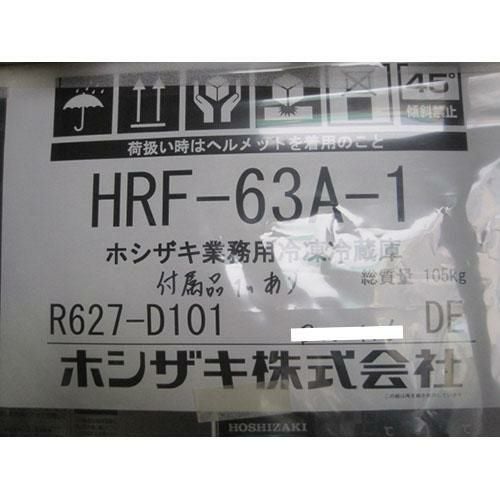 45°
傾斜禁止
荷扱い時はヘルメットを着用のこと
HRF-63A-1
ホシザキ業務用冷凍冷蔵庫
付属品 in あり 総質量 105kg
R627-D101 DE
ホシザキ株式会社
HOSHIZAKI